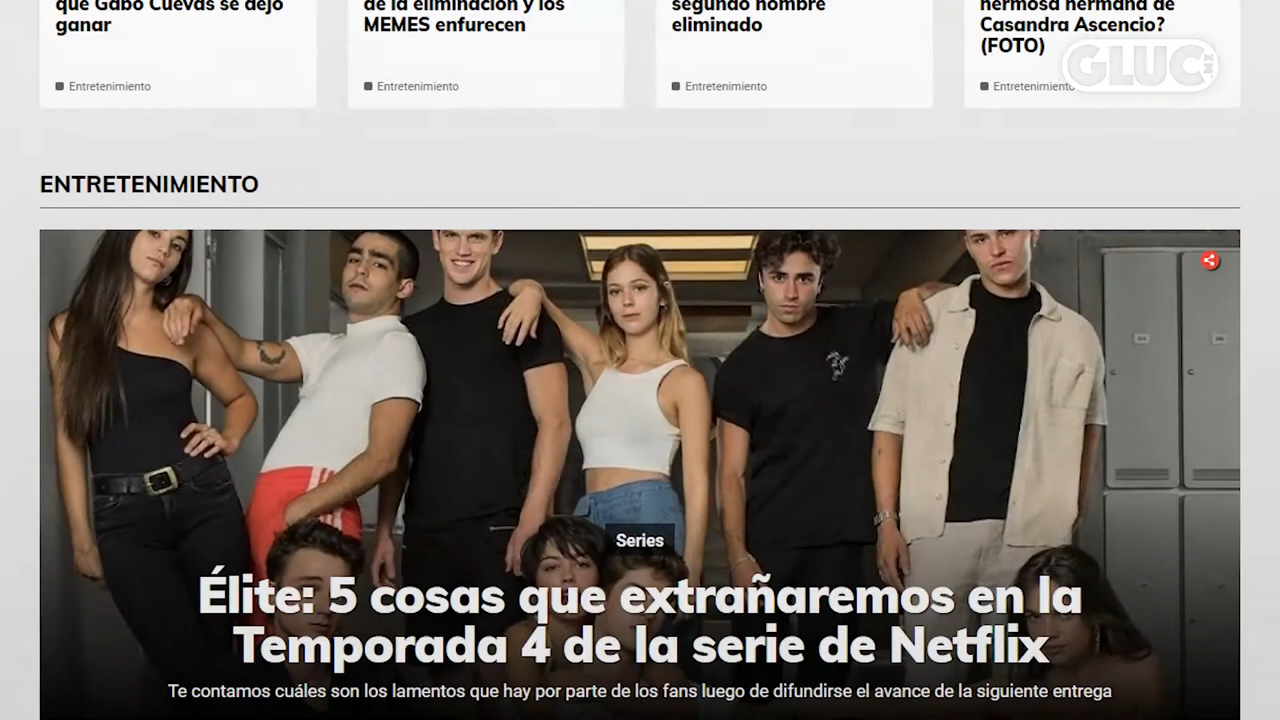 que Gabo Cuevas se dejó
ganar
Entretenimiento
de la eliminación y los
MEMES enfurecen
Entretenimiento
segundo hombre
eliminado
Entretenimiento
hermosa hermana de
Casandra Ascencio?
(FOTO)
Entretenimiento
GLUC.MX
ENTRETENIMIENTO
Series
Élite: 5 cosas que extrañaremos en la
Temporada 4 de la serie de Netflix
Te contamos cuáles son los lamentos que hay por parte de los fans luego de difundirse el avance de la siguiente entrega